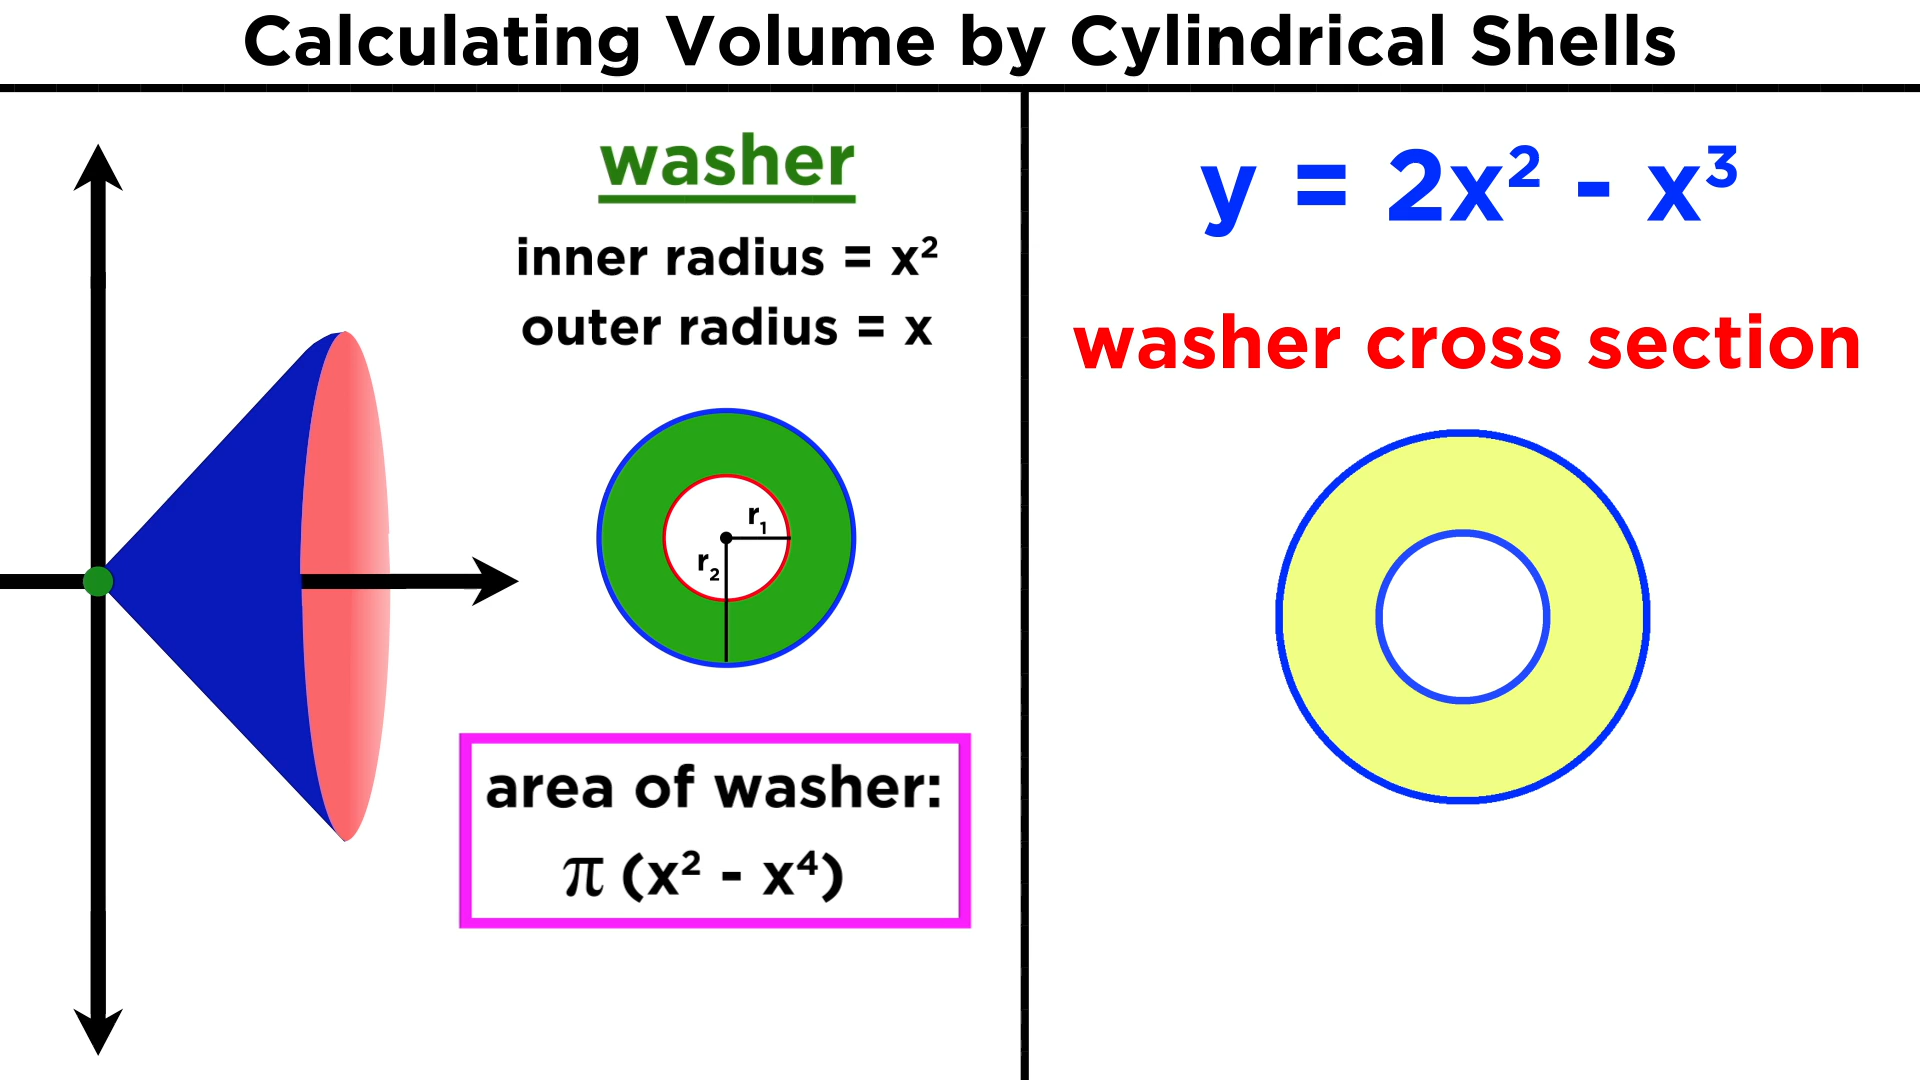 Calculating Volume by Cylindrical Shells
washer
inner radius = x²
outer radius = x
r₁
r₂
area of washer:
π (x² - x⁴)
y = 2x² - x³
washer cross section